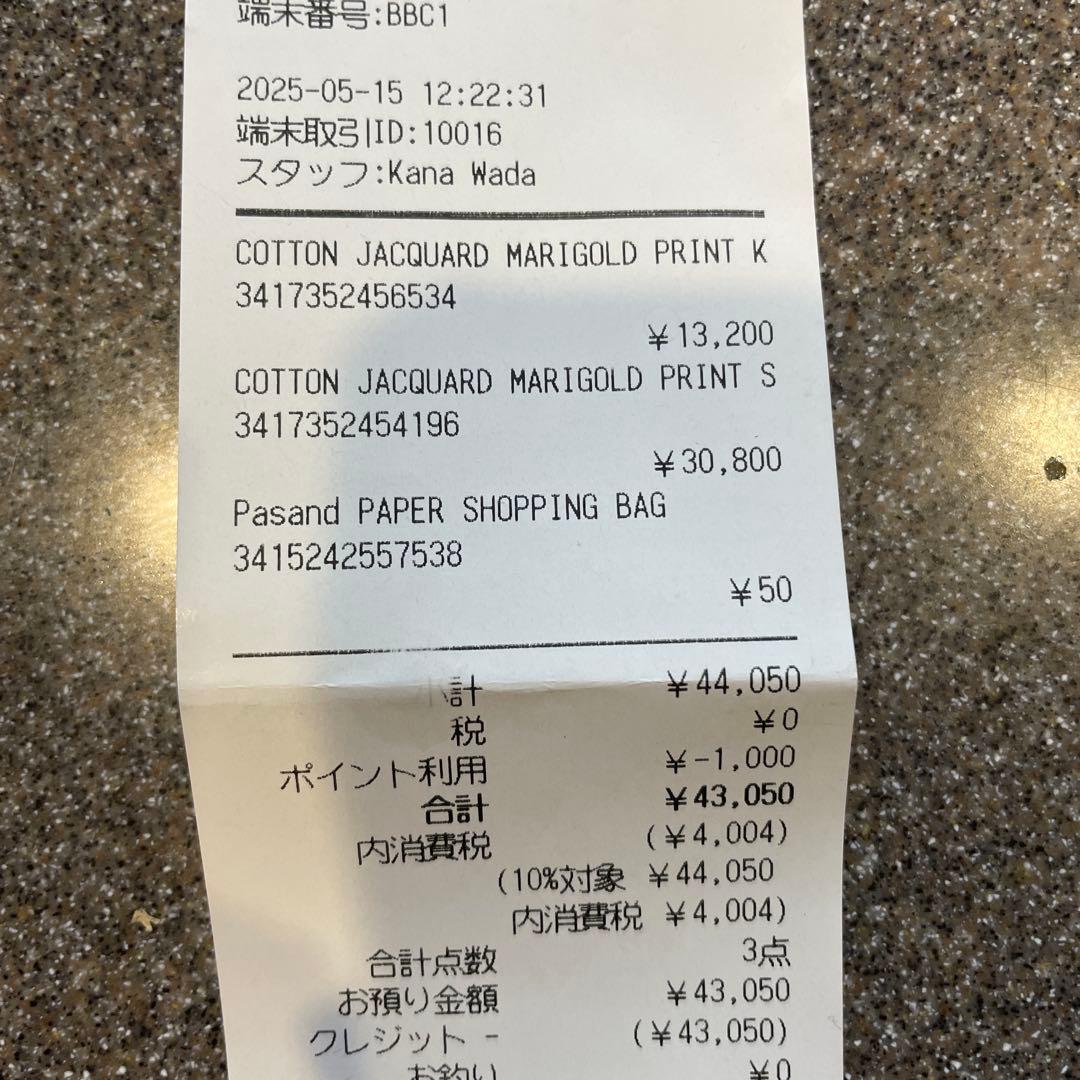 端末番号:BBC1
2025-05-15 12:22:31
端末取引ID:10016
スタッフ:Kana Wada
COTTON JACQUARD MARIGOLD PRINT K
3417352456534
¥13,200
COTTON JACQUARD MARIGOLD PRINT S
3417352454196
¥30,800
Pasand PAPER SHOPPING BAG
3415242557538
¥50
小計 ¥44,050
税 ¥0
ポイント利用 ¥-1,000
合計 ¥43,050
内消費税 (¥4,004)
(10%対象 ¥44,050
内消費税 ¥4,004)
合計点数 3点
お預り金額 ¥43,050
クレジット - (¥43,050)
お釣り ¥0